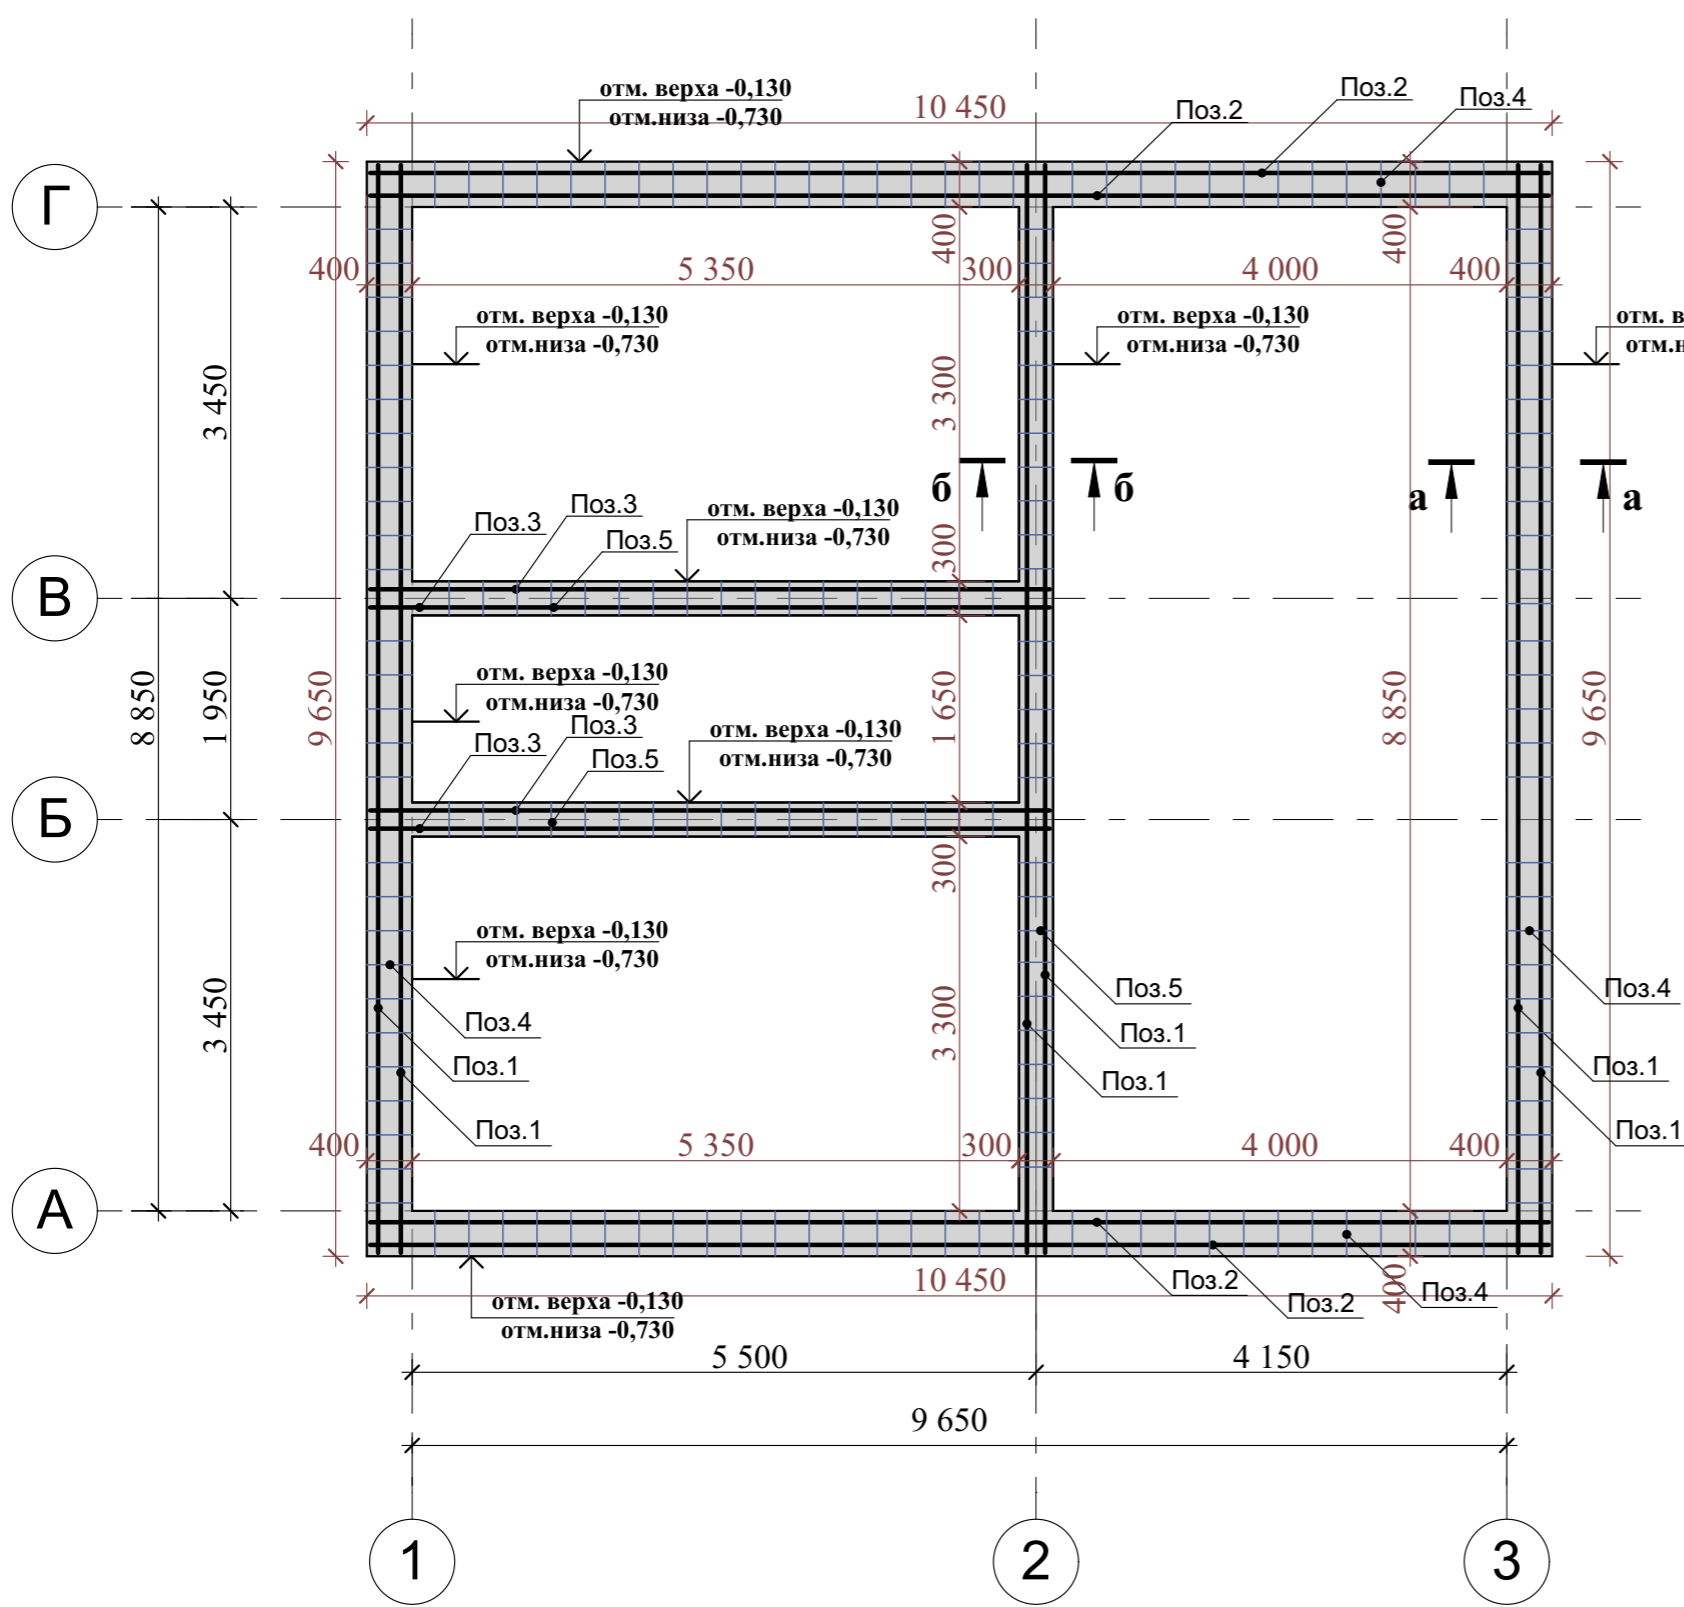 отм. верха -0,130
отм.низа -0,730
10 450
Поз.2
Поз.2
Поз.4
Г
400
5 350
300
400
4 000
400
400
отм. верха -0,130
отм.низа -0,730
отм. верха -0,130
отм.низа -0,730
отм. в
отм.н
3 450
3 300
б
б
а
а
Поз.3
Поз.3
Поз.5
отм. верха -0,130
отм.низа -0,730
300
В
8 850
1 950
9 650
отм. верха -0,130
отм.низа -0,730
1 650
8 850
9 650
Поз.3
Поз.3
Поз.5
отм. верха -0,130
отм.низа -0,730
Б
300
отм. верха -0,130
отм.низа -0,730
3 450
3 300
Поз.4
Поз.1
Поз.1
Поз.5
Поз.1
Поз.1
Поз.4
Поз.1
Поз.1
400
5 350
300
4 000
400
А
отм. верха -0,130
отм.низа -0,730
10 450
Поз.2
Поз.2
400
Поз.4
5 500
4 150
9 650
1
2
3